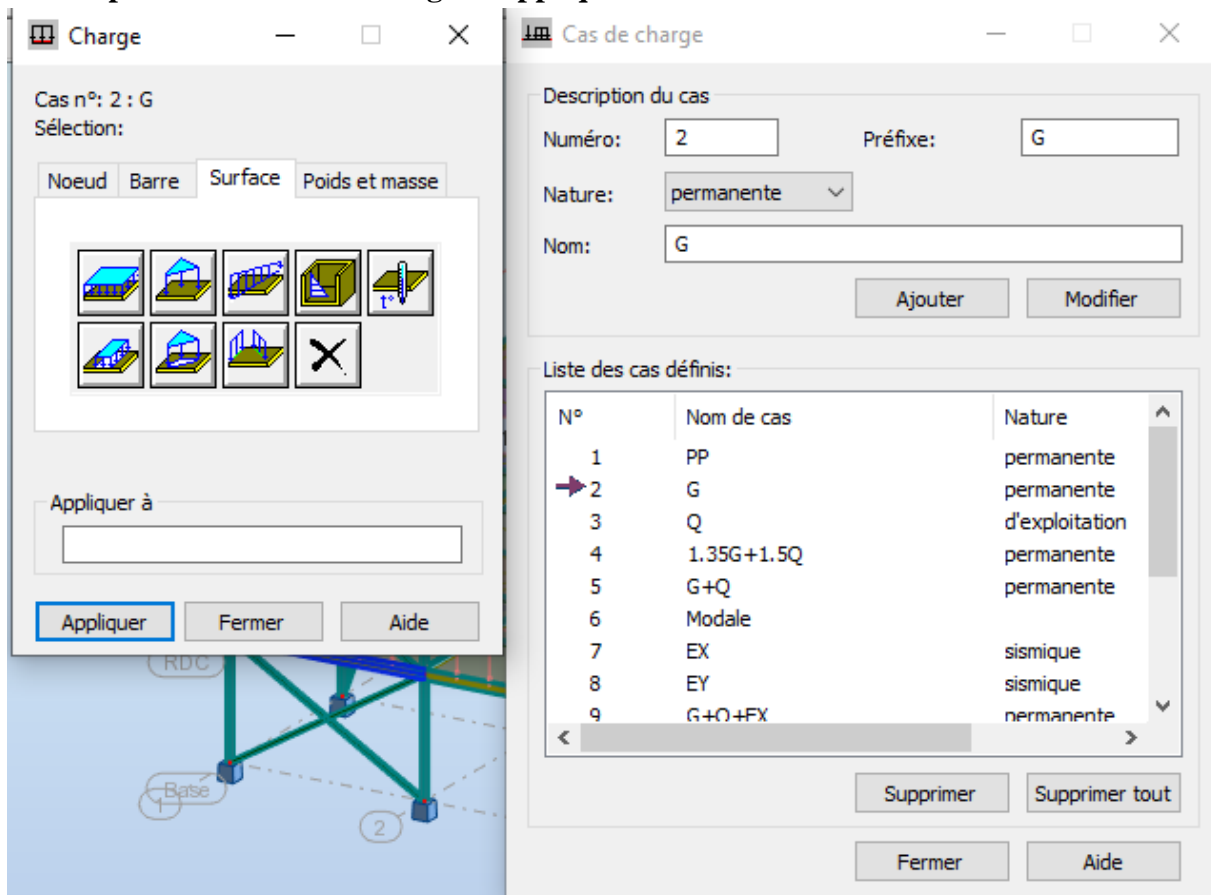 Charge
Cas n°: 2 : G
Sélection:
Noeud Barre Surface Poids et masse
t°
Appliquer à
Appliquer Fermer Aide
RDC
Base
1
2
Cas de charge
Description du cas
Numéro: 2 Préfixe: G
Nature: permanente
Nom: G
Ajouter Modifier
Liste des cas définis:
N° Nom de cas Nature
1 PP permanente
2 G permanente
3 Q d'exploitation
4 1.35G+1.5Q permanente
5 G+Q permanente
6 Modale
7 EX sismique
8 EY sismique
9 G+Q+EX permanente
Supprimer Supprimer tout
Fermer Aide